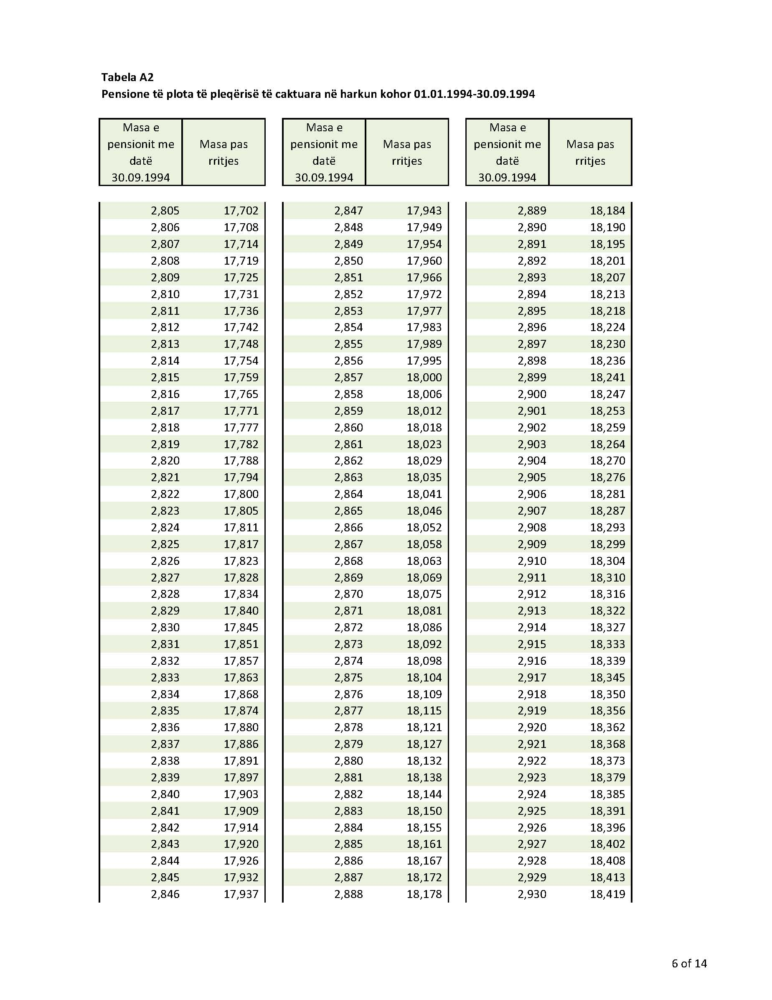 Tabela A2
Pensione të plota të pleqërisë të caktuara në harkun kohor 01.01.1994-30.09.1994
Masa e pensionit me datë 30.09.1994 Masa pas rritjes Masa e pensionit me datë 30.09.1994 Masa pas rritjes Masa e pensionit me datë 30.09.1994 Masa pas rritjes
2,805 17,702 2,847 17,943 2,889 18,184
2,806 17,708 2,848 17,949 2,890 18,190
2,807 17,714 2,849 17,954 2,891 18,195
2,808 17,719 2,850 17,960 2,892 18,201
2,809 17,725 2,851 17,966 2,893 18,207
2,810 17,731 2,852 17,972 2,894 18,213
2,811 17,736 2,853 17,977 2,895 18,218
2,812 17,742 2,854 17,983 2,896 18,224
2,813 17,748 2,855 17,989 2,897 18,230
2,814 17,754 2,856 17,995 2,898 18,236
2,815 17,759 2,857 18,000 2,899 18,241
2,816 17,765 2,858 18,006 2,900 18,247
2,817 17,771 2,859 18,012 2,901 18,253
2,818 17,777 2,860 18,018 2,902 18,259
2,819 17,782 2,861 18,023 2,903 18,264
2,820 17,788 2,862 18,029 2,904 18,270
2,821 17,794 2,863 18,035 2,905 18,276
2,822 17,800 2,864 18,041 2,906 18,281
2,823 17,805 2,865 18,046 2,907 18,287
2,824 17,811 2,866 18,052 2,908 18,293
2,825 17,817 2,867 18,058 2,909 18,299
2,826 17,823 2,868 18,063 2,910 18,304
2,827 17,828 2,869 18,069 2,911 18,310
2,828 17,834 2,870 18,075 2,912 18,316
2,829 17,840 2,871 18,081 2,913 18,322
2,830 17,845 2,872 18,086 2,914 18,327
2,831 17,851 2,873 18,092 2,915 18,333
2,832 17,857 2,874 18,098 2,916 18,339
2,833 17,863 2,875 18,104 2,917 18,345
2,834 17,868 2,876 18,109 2,918 18,350
2,835 17,874 2,877 18,115 2,919 18,356
2,836 17,880 2,878 18,121 2,920 18,362
2,837 17,886 2,879 18,127 2,921 18,368
2,838 17,891 2,880 18,132 2,922 18,373
2,839 17,897 2,881 18,138 2,923 18,379
2,840 17,903 2,882 18,144 2,924 18,385
2,841 17,909 2,883 18,150 2,925 18,391
2,842 17,914 2,884 18,155 2,926 18,396
2,843 17,920 2,885 18,161 2,927 18,402
2,844 17,926 2,886 18,167 2,928 18,408
2,845 17,932 2,887 18,172 2,929 18,413
2,846 17,937 2,888 18,178 2,930 18,419
6 of 14